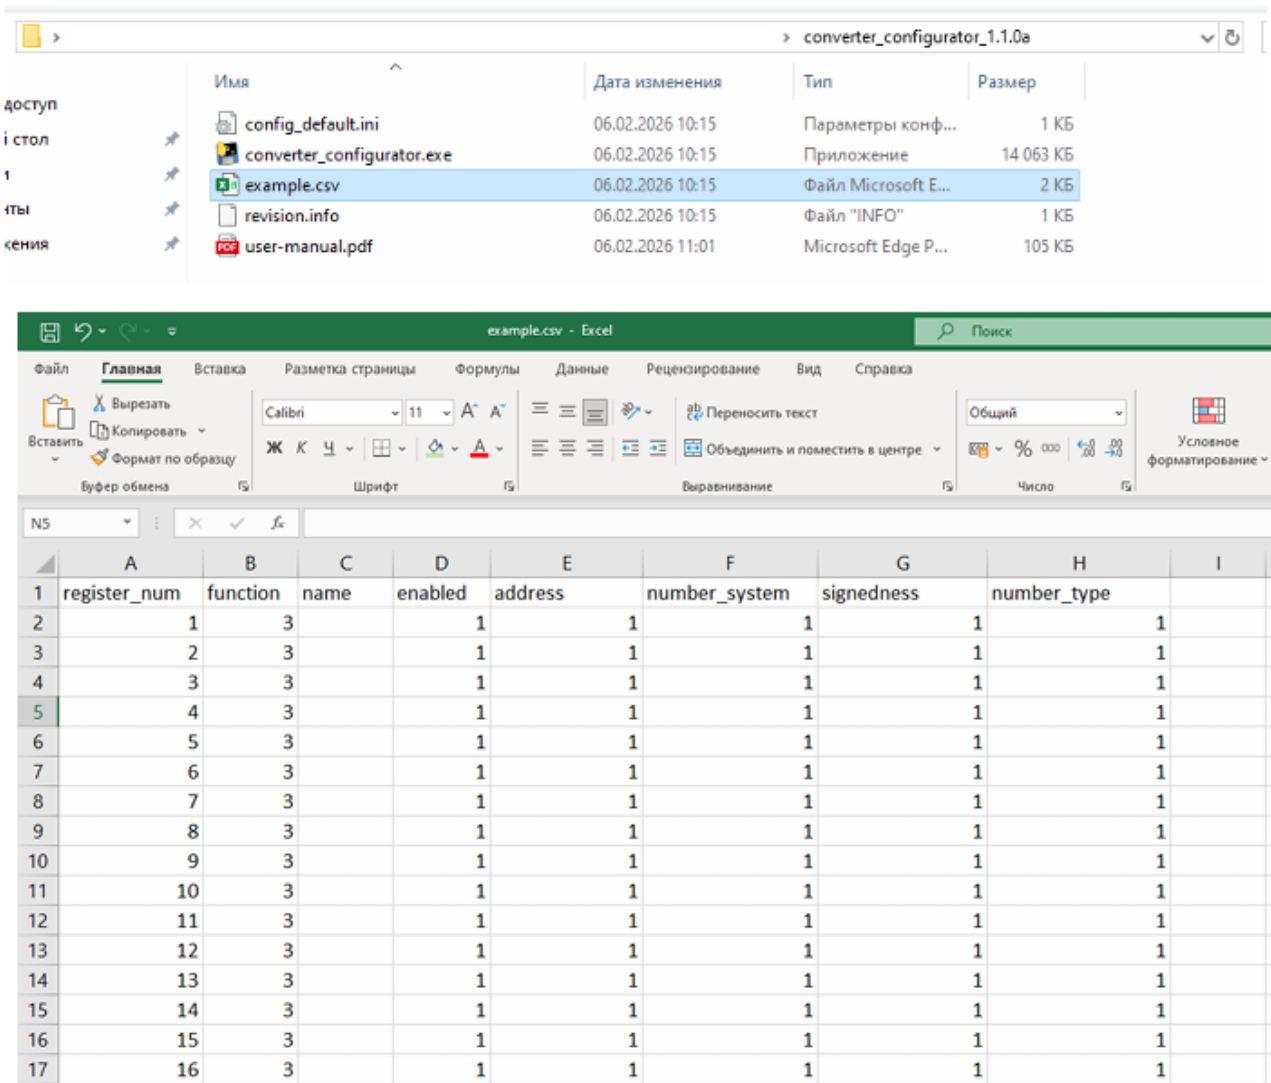 converter_configurator_1.1.0a
Имя Дата изменения Тип Размер
доступ
й стол
нты
жения
config_default.ini 06.02.2026 10:15 Параметры конф... 1 КБ
converter_configurator.exe 06.02.2026 10:15 Приложение 14 063 КБ
example.csv 06.02.2026 10:15 Файл Microsoft E... 2 КБ
revision.info 06.02.2026 10:15 Файл "INFO" 1 КБ
user-manual.pdf 06.02.2026 11:01 Microsoft Edge P... 105 КБ
example.csv - Excel Поиск
Файл Главная Вставка Разметка страницы Формулы Данные Рецензирование Вид Справка
Вставить
Вырезать
Копировать
Формат по образцу
Буфер обмена
Calibri 11
Ж К Ч
Шрифт
Переносить текст
Объединить и поместить в центре
Выравнивание
Общий
% 000
Число
Условное
форматирование
N5 fx
A B C D E F G H I
1 register_num function name enabled address number_system signedness number_type
2 1 3 1 1 1 1 1
3 2 3 1 1 1 1 1
4 3 3 1 1 1 1 1
5 4 3 1 1 1 1 1
6 5 3 1 1 1 1 1
7 6 3 1 1 1 1 1
8 7 3 1 1 1 1 1
9 8 3 1 1 1 1 1
10 9 3 1 1 1 1 1
11 10 3 1 1 1 1 1
12 11 3 1 1 1 1 1
13 12 3 1 1 1 1 1
14 13 3 1 1 1 1 1
15 14 3 1 1 1 1 1
16 15 3 1 1 1 1 1
17 16 3 1 1 1 1 1